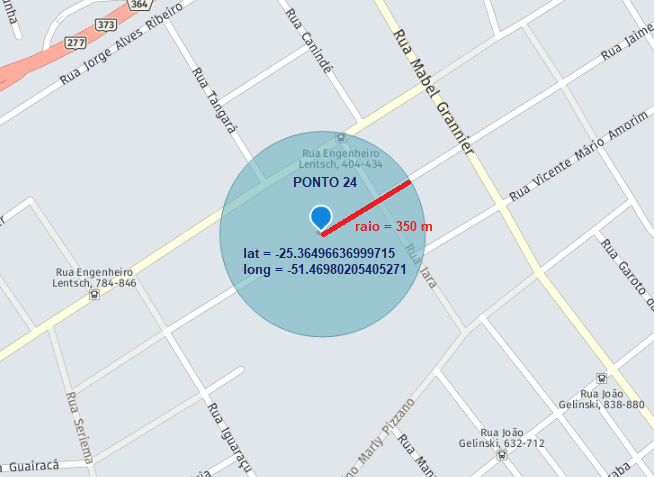 364
373
277
Rua Jorge Alves Ribeiro
Rua Canindé
Rua Mabel Grannier
Rua Jaime
Rua Tangará
Rua Engenheiro
Lentsch, 404-434
Rua Vicente Mário Amorim
PONTO 24
raio = 350 m
lat = -25.36496636999715
long = -51.46980205405271
Rua Jara
Rua Garoto
Rua Engenheiro
Lentsch, 784-846
Rua João
Gelinski, 838-880
Rua Seriema
Rua Iguaraçu
no Marly Pizzano
Rua João
Gelinski, 632-712
Rua Man
Guairacá